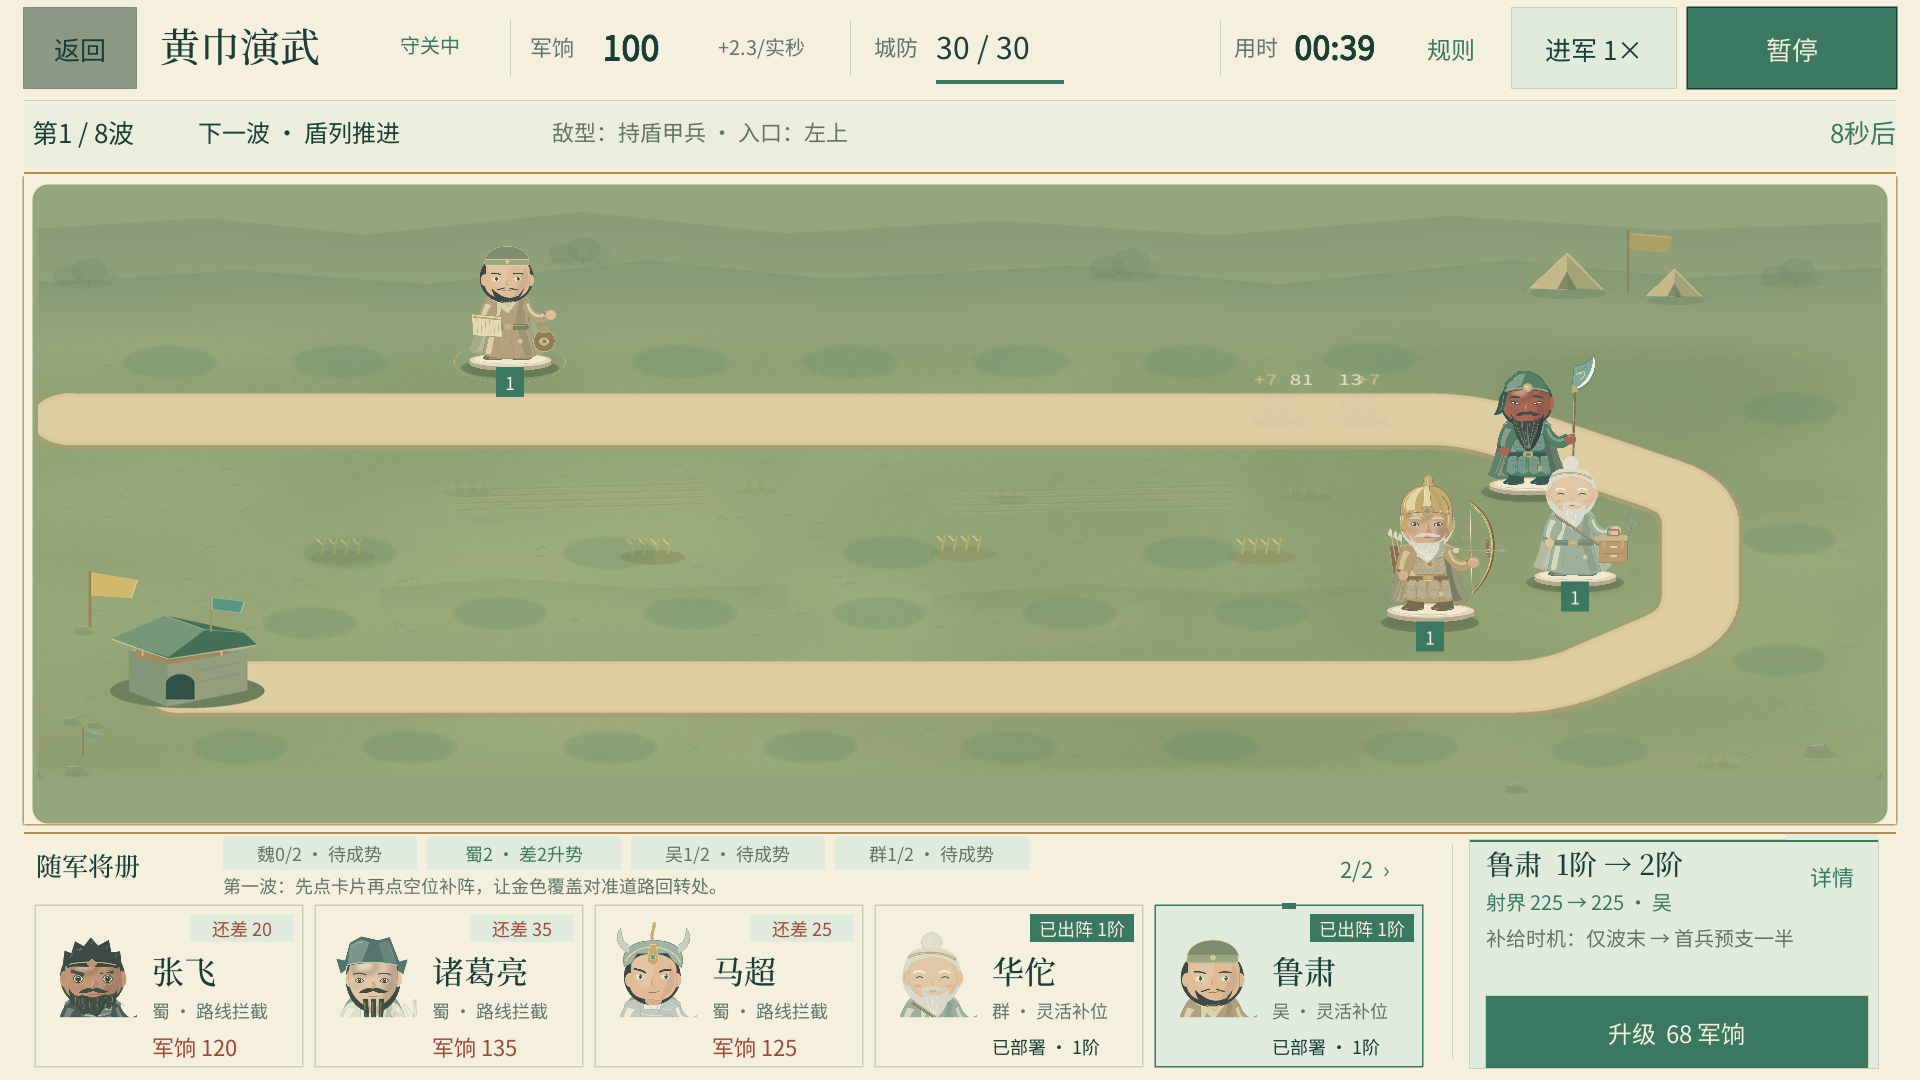 返回
黄巾演武
守关中
军饷 100 +2.3/实秒
城防 30 / 30
用时 00:39
规则
进军 1×
暂停
第1 / 8波
下一波 · 盾列推进
敌型：持盾甲兵 · 入口：左上
8秒后
+7 81 13 +7
1
1
1
随军将册
魏0/2 · 待成势
蜀2 · 差2升势
吴1/2 · 待成势
群1/2 · 待成势
第一波：先点卡片再点空位补阵，让金色覆盖对准道路回转处。
2/2 ›
还差 20
张飞
蜀 · 路线拦截
军饷 120
还差 35
诸葛亮
蜀 · 路线拦截
军饷 135
还差 25
马超
蜀 · 路线拦截
军饷 125
已出阵 1阶
华佗
群 · 灵活补位
已部署 · 1阶
已出阵 1阶
鲁肃
吴 · 灵活补位
已部署 · 1阶
鲁肃 1阶 → 2阶
详情
射界 225 → 225 · 吴
补给时机：仅波末 → 首兵预支一半
升级 68 军饷